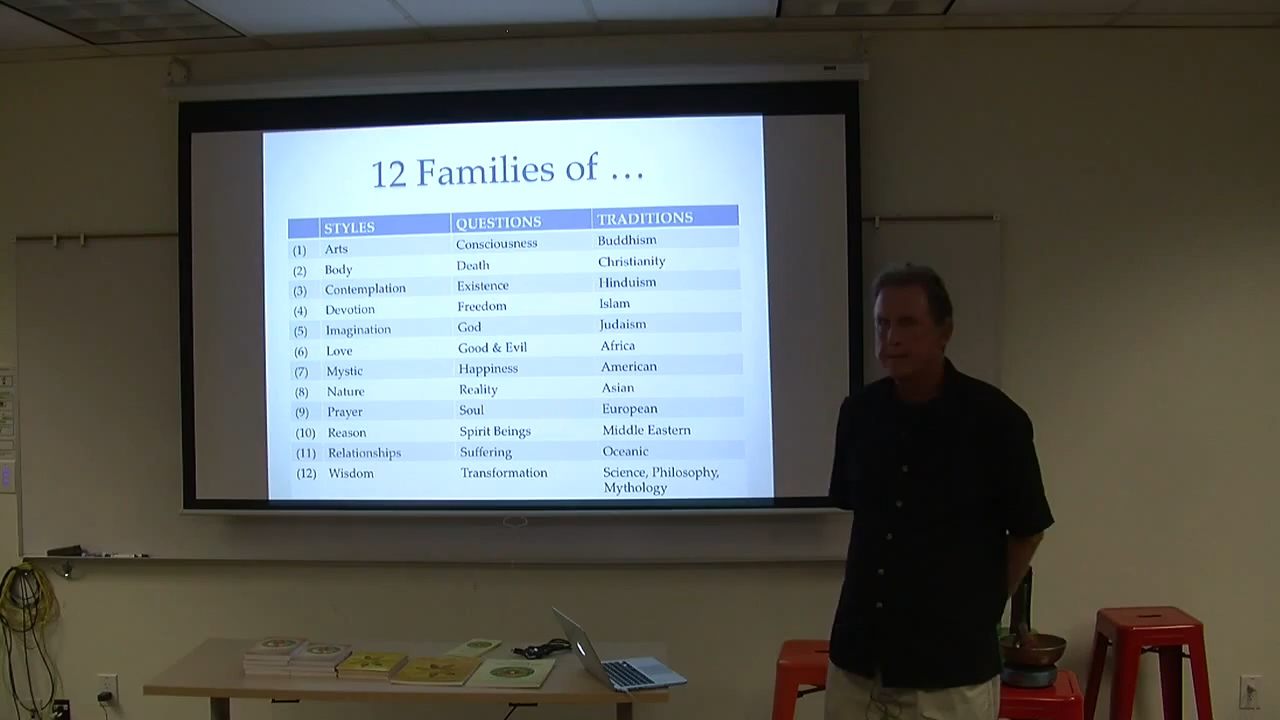 12 Families of ...
STYLES QUESTIONS TRADITIONS
(1) Arts Consciousness Buddhism
(2) Body Death Christianity
(3) Contemplation Existence Hinduism
(4) Devotion Freedom Islam
(5) Imagination God Judaism
(6) Love Good & Evil Africa
(7) Mystic Happiness American
(8) Nature Reality Asian
(9) Prayer Soul European
(10) Reason Spirit Beings Middle Eastern
(11) Relationships Suffering Oceanic
(12) Wisdom Transformation Science, Philosophy,
Mythology